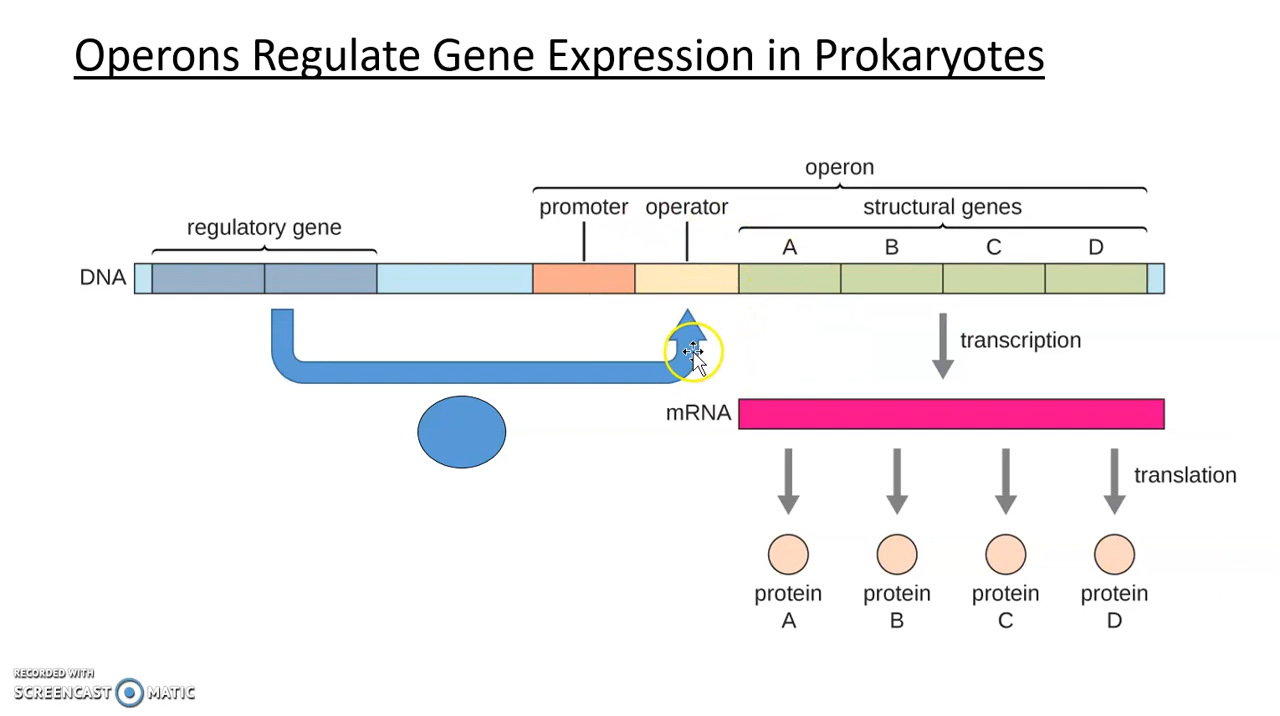 Operons Regulate Gene Expression in Prokaryotes
operon
promoter operator structural genes
regulatory gene
A B C D
DNA
transcription
mRNA
translation
protein protein protein protein
A B C D
RECORDED WITH
SCREENCAST MATIC